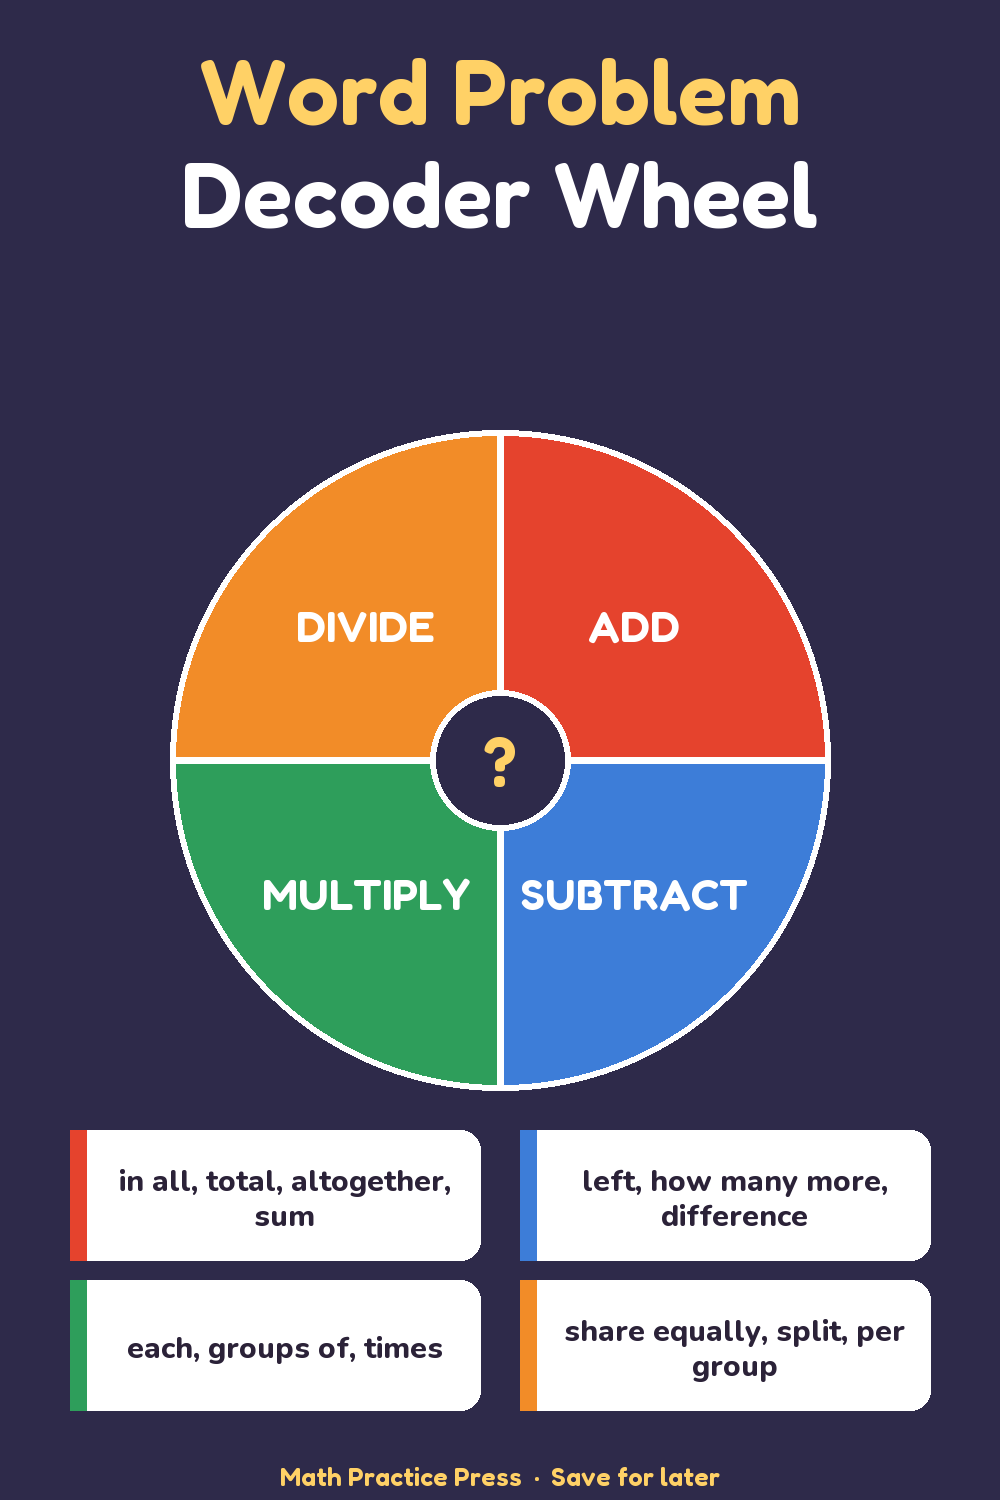 Word Problem
Decoder Wheel
DIVIDE
ADD
?
MULTIPLY
SUBTRACT
in all, total, altogether,
sum
left, how many more,
difference
each, groups of, times
share equally, split, per
group
Math Practice Press · Save for later